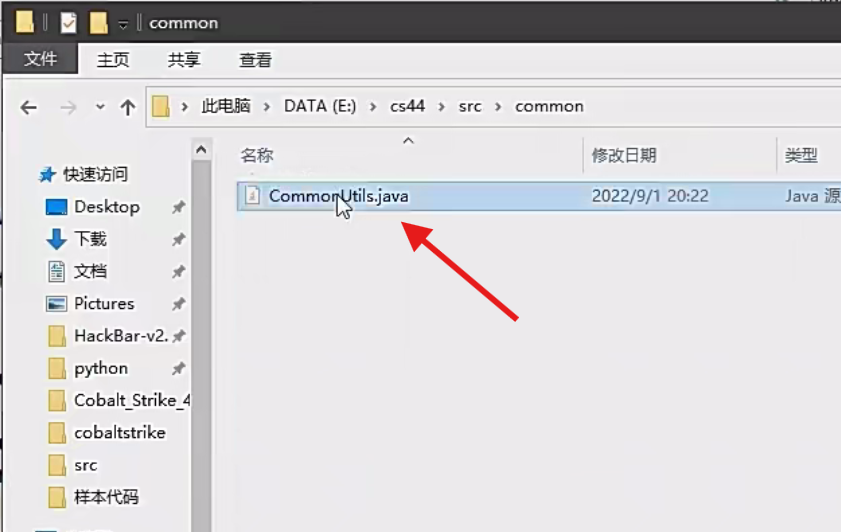 common
文件 主页 共享 查看
此电脑 › DATA (E:) › cs44 › src › common
名称 修改日期 类型
快速访问
Desktop
下载
文档
Pictures
HackBar-v2.
python
Cobalt_Strike_4
cobaltstrike
src
样本代码
CommonUtils.java 2022/9/1 20:22 Java 源